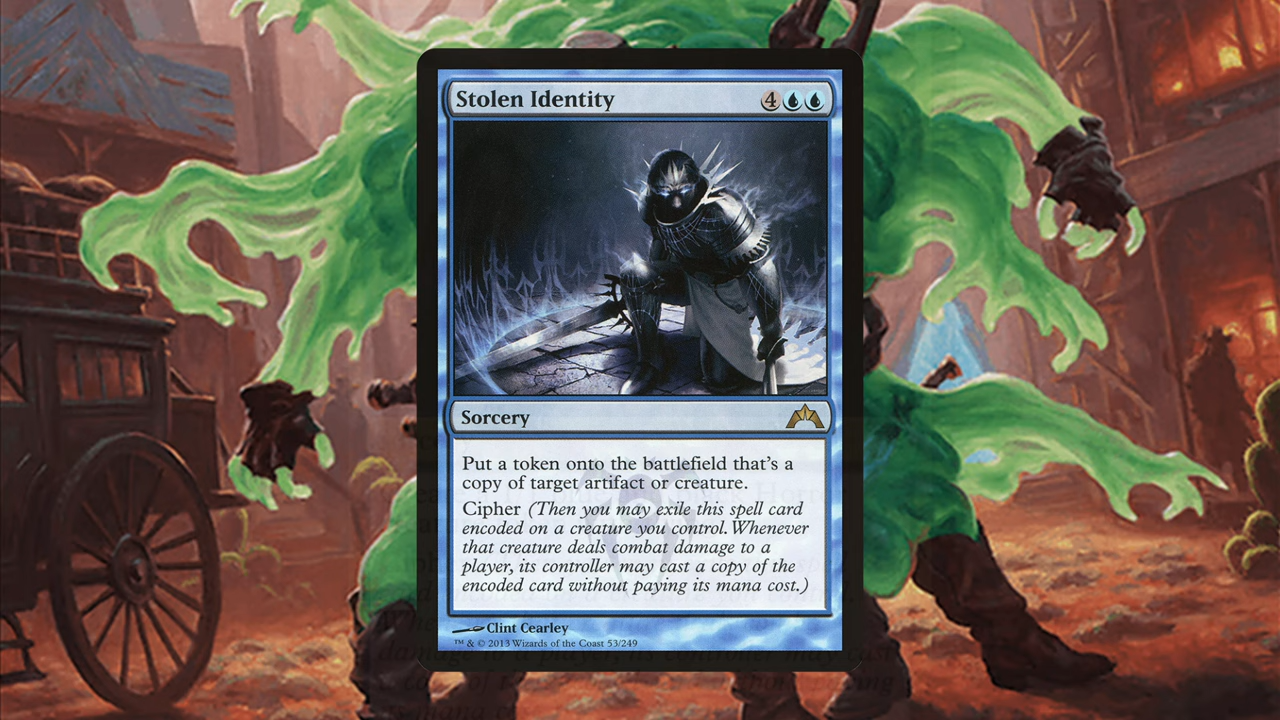 Stolen Identity 4
Sorcery
Put a token onto the battlefield that's a
copy of target artifact or creature.
Cipher (Then you may exile this spell card
encoded on a creature you control. Whenever
that creature deals combat damage to a
player, its controller may cast a copy of the
encoded card without paying its mana cost.)
Clint Cearley
™ & © 2013 Wizards of the Coast 53/249